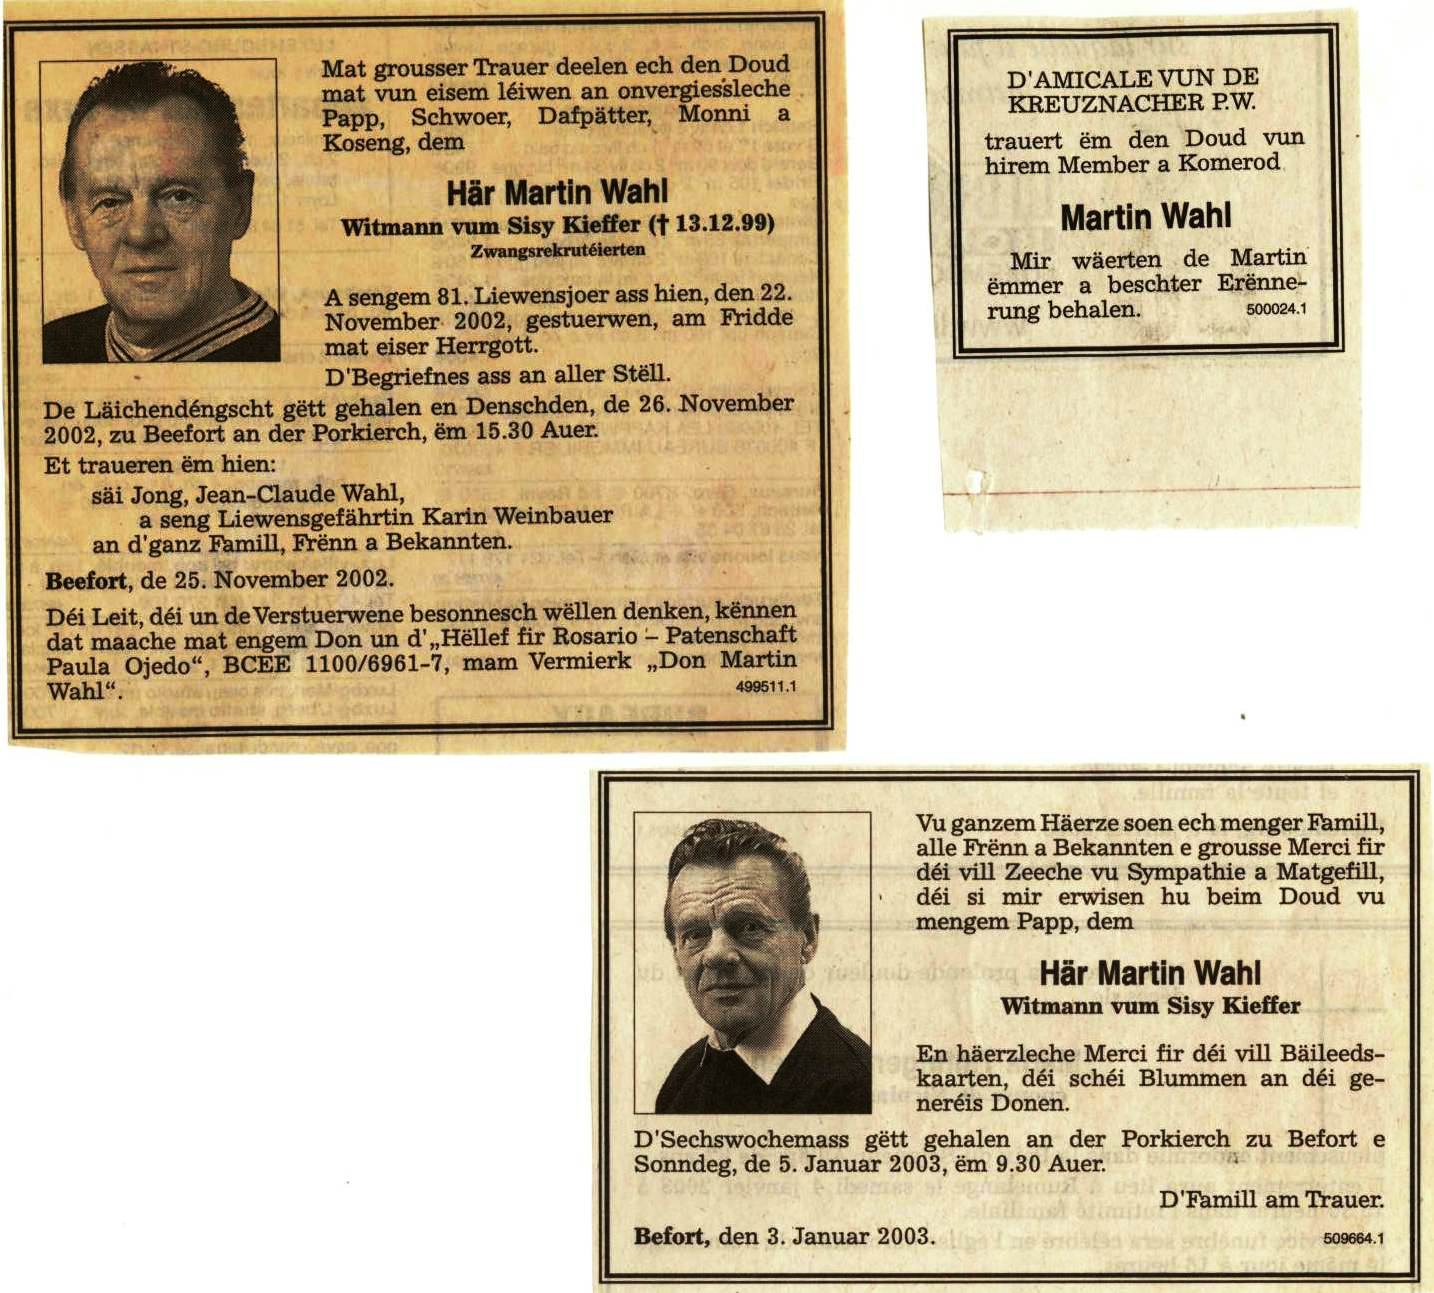 Mat grousser Trauer deelen ech den Doud
mat vun eisem léiwen an onvergiessleche
Papp, Schwoer, Dafpätter, Monni a
Koseng, dem
Här Martin Wahl
Witmann vum Sisy Kieffer († 13.12.99)
Zwangsrekrutéierten
A sengem 81. Liewensjoer ass hien, den 22.
November 2002, gestuerwen, am Fridde
mat eiser Herrgott.
D'Begriefnes ass an aller Stëll.
De Läichendéngscht gëtt gehalen en Denschden, de 26. November
2002, zu Beefort an der Porkierch, ëm 15.30 Auer.
Et traueren ëm hien:
säi Jong, Jean-Claude Wahl,
a seng Liewensgefährtin Karin Weinbauer
an d'ganz Famill, Frënn a Bekannten.
Beefort, de 25. November 2002.
Déi Leit, déi un de Verstuerwene besonnesch wëllen denken, kënnen
dat maache mat engem Don un d'„Hëllef fir Rosario – Patenschaft
Paula Ojedo“, BCEE 1100/6961-7, mam Vermierk „Don Martin
Wahl“. 499511.1
D'AMICALE VUN DE
KREUZNACHER P.W.
trauert ëm den Doud vun
hirem Member a Komerod
Martin Wahl
Mir wäerten de Martin
ëmmer a beschter Erënne-
rung behalen. 500024.1
Vu ganzem Häerze soen ech menger Famill,
alle Frënn a Bekannten e grousse Merci fir
déi vill Zeeche vu Sympathie a Matgefill,
déi si mir erwisen hu beim Doud vu
mengem Papp, dem
Här Martin Wahl
Witmann vum Sisy Kieffer
En häerzleche Merci fir déi vill Bäileeds-
kaarten, déi schéi Blummen an déi ge-
neréis Donen.
D'Sechswochemass gëtt gehalen an der Porkierch zu Befort e
Sonndeg, de 5. Januar 2003, ëm 9.30 Auer.
D'Famill am Trauer.
Befort, den 3. Januar 2003. 509664.1